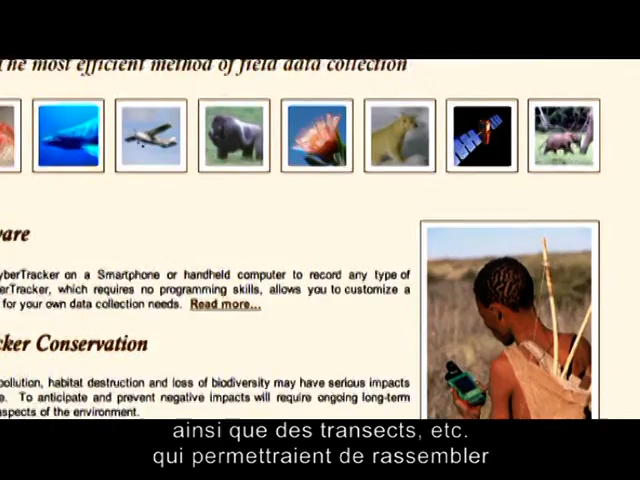 The most efficient method of field data collection
ware
yberTracker on a Smartphone or handheld computer to record any type of
erTracker, which requires no programming skills, allows you to customize a
for your own data collection needs. Read more...
cker Conservation
pollution, habitat destruction and loss of biodiversity may have serious impacts
e. To anticipate and prevent negative impacts will require ongoing long-term
aspects of the environment.
ainsi que des transects, etc.
qui permettraient de rassembler